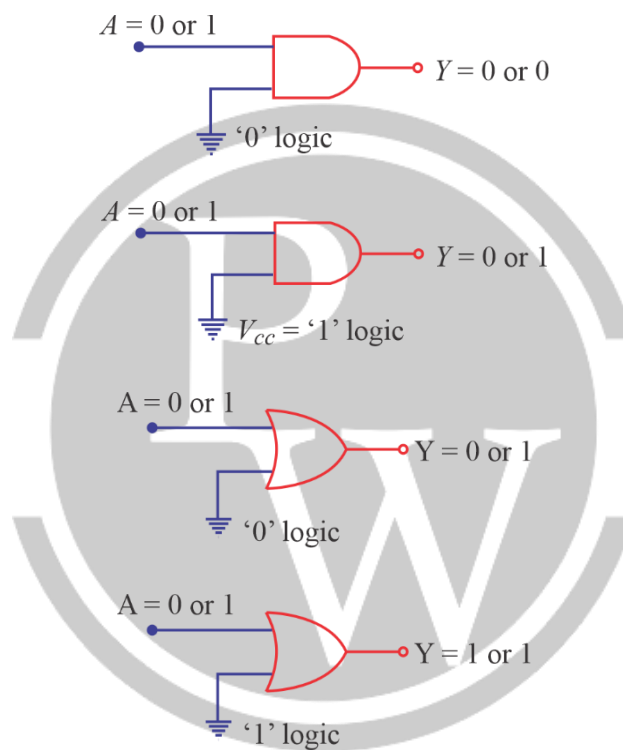 A = 0 or 1
Y = 0 or 0
‘0’ logic
A = 0 or 1
Y = 0 or 1
Vcc = ‘1’ logic
A = 0 or 1
Y = 0 or 1
‘0’ logic
A = 0 or 1
Y = 1 or 1
‘1’ logic
PW